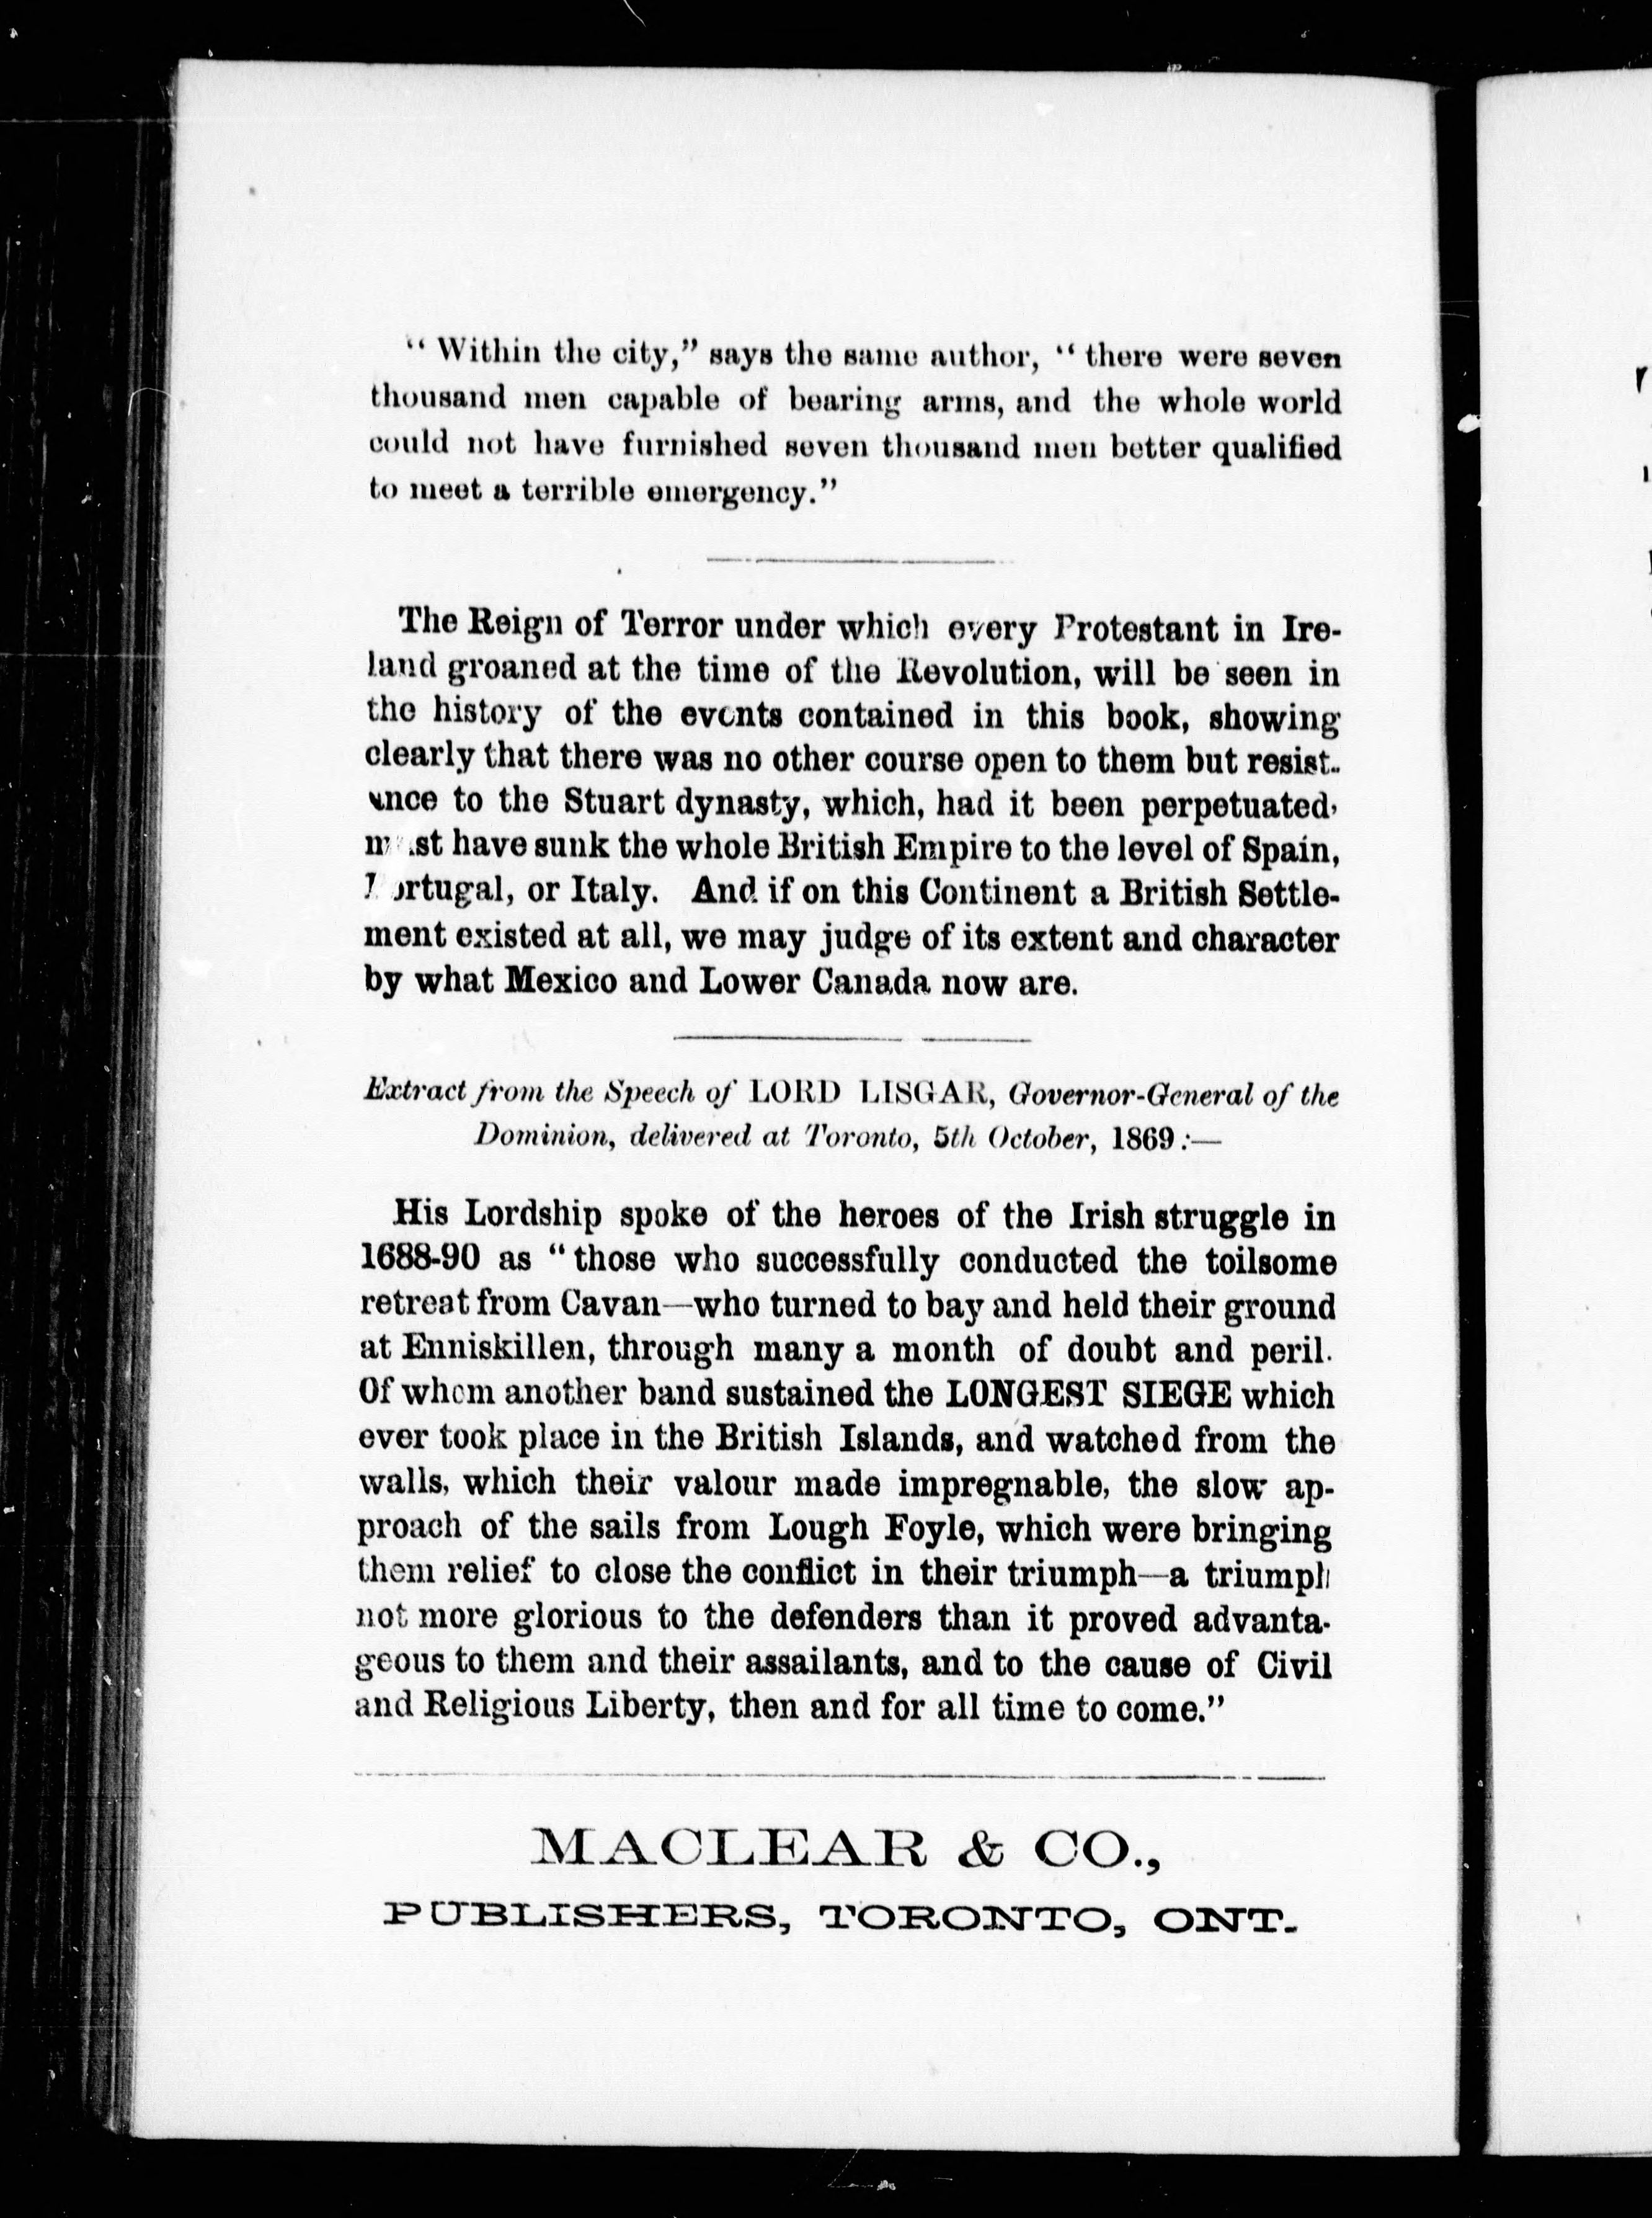 “ Within the city,” says the same author, “ there were seven
thousand men capable of bearing arms, and the whole world
could not have furnished seven thousand men better qualified
to meet a terrible emergency.”
The Reign of Terror under which every Protestant in Ire-
land groaned at the time of the Revolution, will be seen in
the history of the events contained in this book, showing
clearly that there was no other course open to them but resist-
ance to the Stuart dynasty, which, had it been perpetuated,
must have sunk the whole British Empire to the level of Spain,
Portugal, or Italy. And if on this Continent a British Settle-
ment existed at all, we may judge of its extent and character
by what Mexico and Lower Canada now are.
Extract from the Speech of LORD LISGAR, Governor-General of the
Dominion, delivered at Toronto, 5th October, 1869:—
His Lordship spoke of the heroes of the Irish struggle in
1688-90 as “ those who successfully conducted the toilsome
retreat from Cavan—who turned to bay and held their ground
at Enniskillen, through many a month of doubt and peril.
Of whom another band sustained the LONGEST SIEGE which
ever took place in the British Islands, and watched from the
walls, which their valour made impregnable, the slow ap-
proach of the sails from Lough Foyle, which were bringing
them relief to close the conflict in their triumph—a triumph
not more glorious to the defenders than it proved advanta-
geous to them and their assailants, and to the cause of Civil
and Religious Liberty, then and for all time to come.”
MACLEAR & CO.,
PUBLISHERS, TORONTO, ONT.